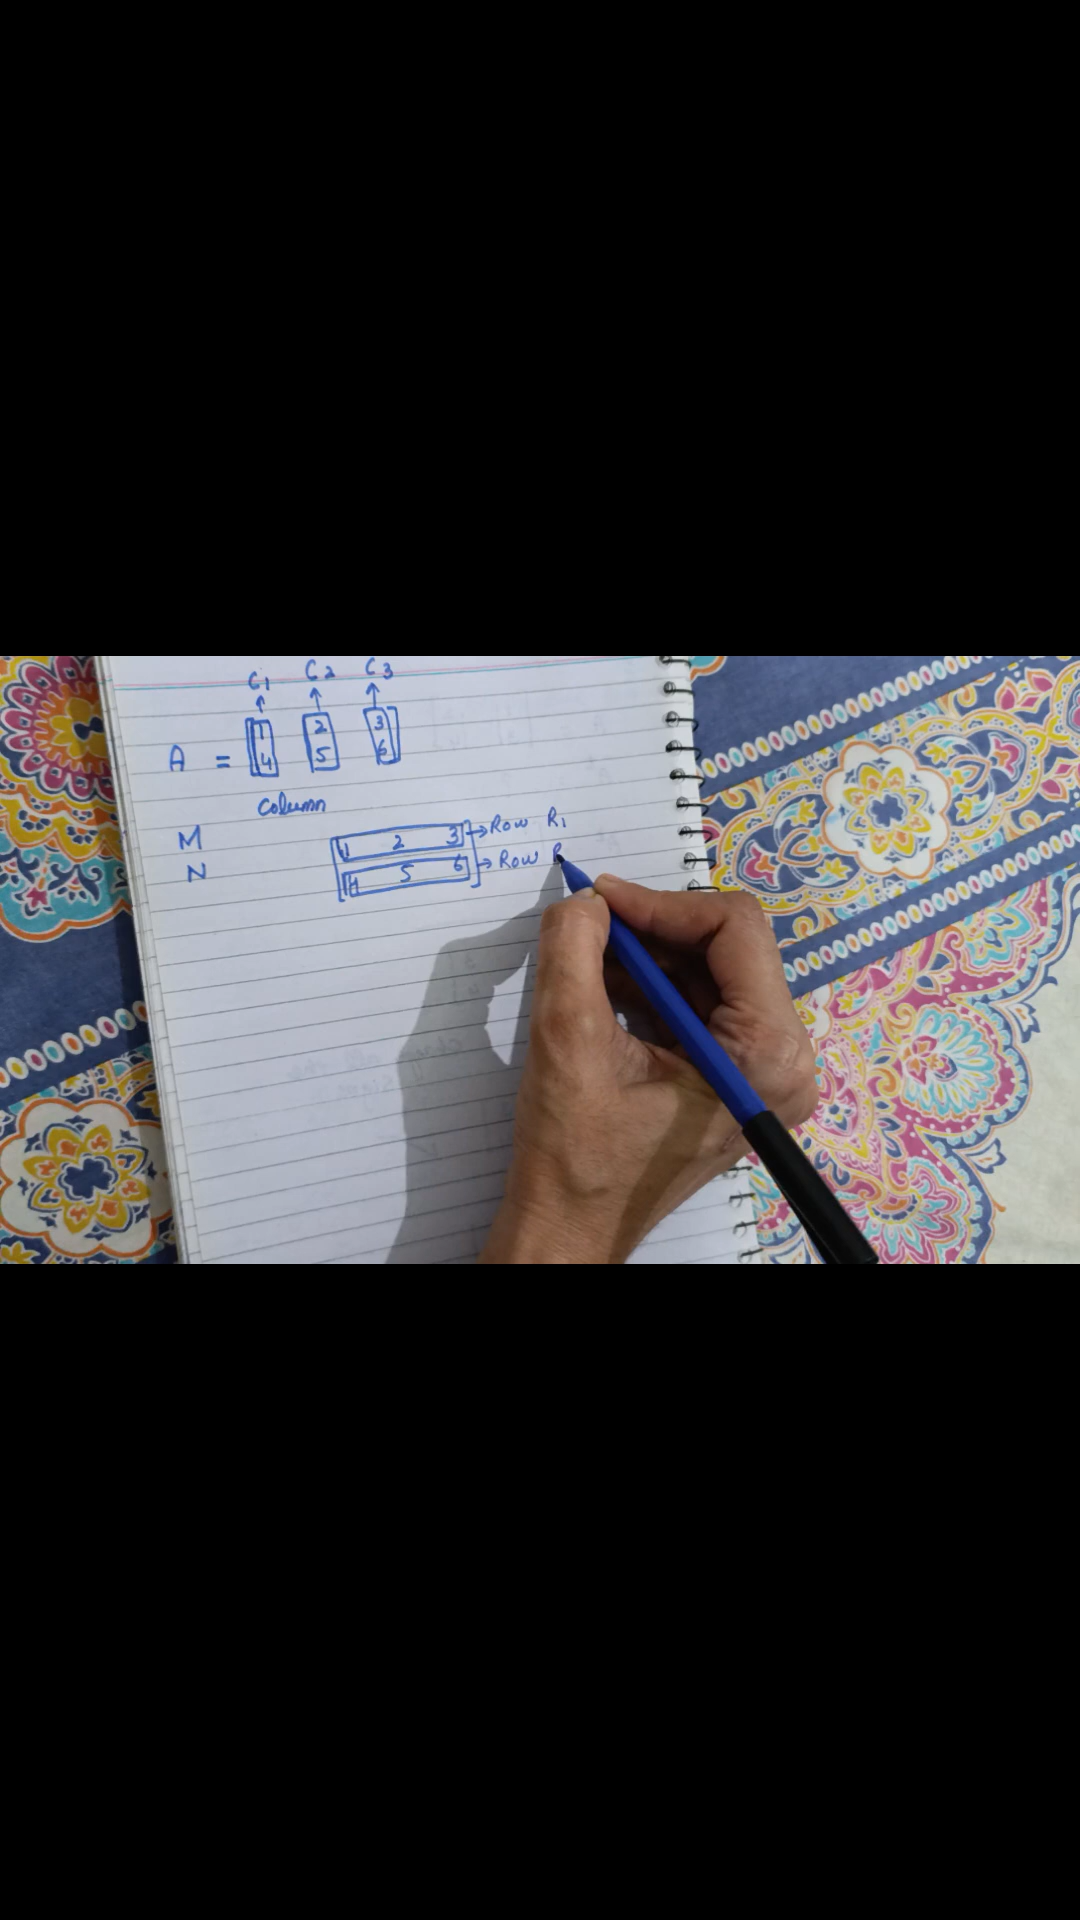 C1 C2 C3
A = [1 2 3
4 5 6]
column
M
N
[1 2 3 → Row R1
4 5 6] → Row R